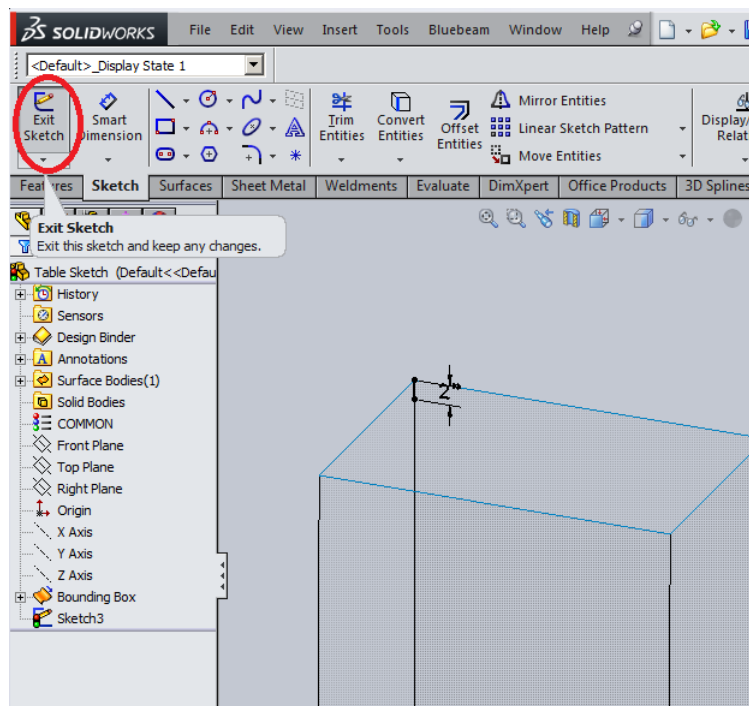 SOLIDWORKS File Edit View Insert Tools Bluebeam Window Help
<Default>_Display State 1
Exit Sketch
Smart Dimension
Trim Entities
Convert Entities
Offset Entities
Mirror Entities
Linear Sketch Pattern
Move Entities
Display/
Relat
Features Sketch Surfaces Sheet Metal Weldments Evaluate DimXpert Office Products 3D Splines
Exit Sketch
Exit this sketch and keep any changes.
Table Sketch (Default<<Defau
History
Sensors
Design Binder
A Annotations
Surface Bodies(1)
Solid Bodies
COMMON
Front Plane
Top Plane
Right Plane
Origin
X Axis
Y Axis
Z Axis
Bounding Box
Sketch3
2"